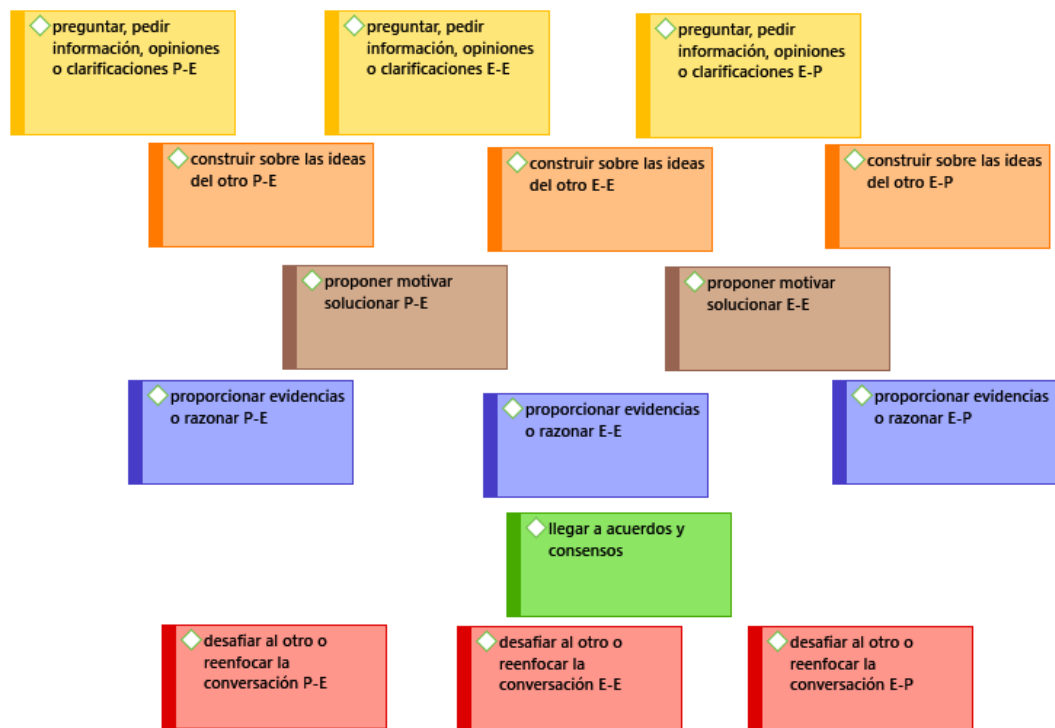 preguntar, pedir
información, opiniones
o clarificaciones P-E
preguntar, pedir
información, opiniones
o clarificaciones E-E
preguntar, pedir
información, opiniones
o clarificaciones E-P
construir sobre las ideas
del otro P-E
construir sobre las ideas
del otro E-E
construir sobre las ideas
del otro E-P
proponer motivar
solucionar P-E
proponer motivar
solucionar E-E
proporcionar evidencias
o razonar P-E
proporcionar evidencias
o razonar E-E
proporcionar evidencias
o razonar E-P
llegar a acuerdos y
consensos
desafiar al otro o
reenfocar la
conversación P-E
desafiar al otro o
reenfocar la
conversación E-E
desafiar al otro o
reenfocar la
conversación E-P